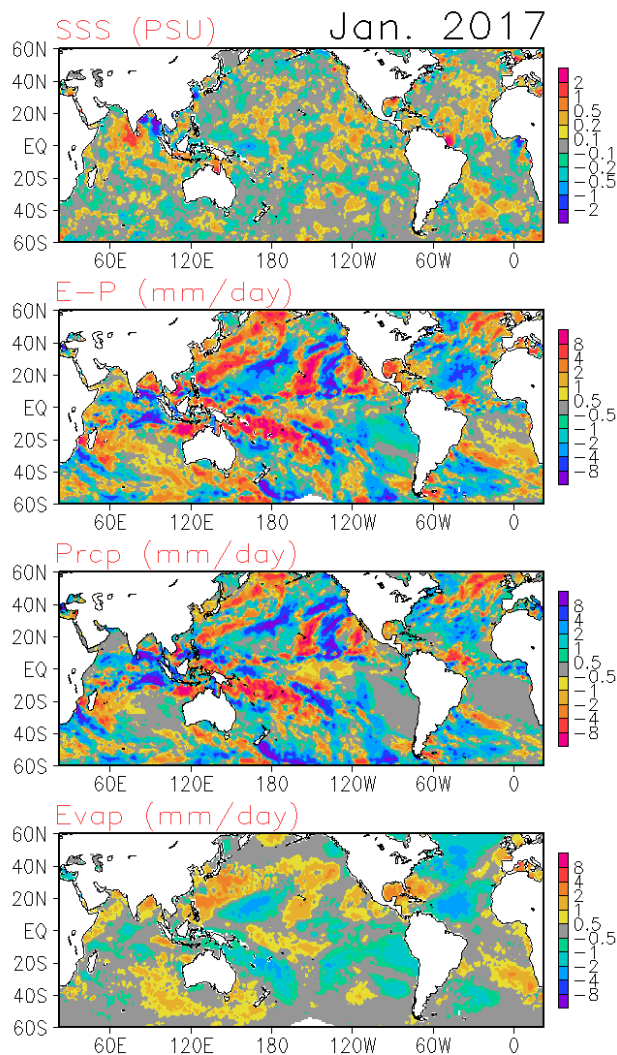 SSS (PSU) Jan. 2017
60N
40N
20N
EQ
20S
40S
60S
60E 120E 180 120W 60W 0
2
1
0.5
0.2
0.1
−0.1
−0.2
−0.5
−1
−2
E−P (mm/day)
60N
40N
20N
EQ
20S
40S
60S
60E 120E 180 120W 60W 0
8
4
2
1
0.5
−0.5
−1
−2
−4
−8
Prcp (mm/day)
60N
40N
20N
EQ
20S
40S
60S
60E 120E 180 120W 60W 0
8
4
2
1
0.5
−0.5
−1
−2
−4
−8
Evap (mm/day)
60N
40N
20N
EQ
20S
40S
60S
60E 120E 180 120W 60W 0
8
4
2
1
0.5
−0.5
−1
−2
−4
−8